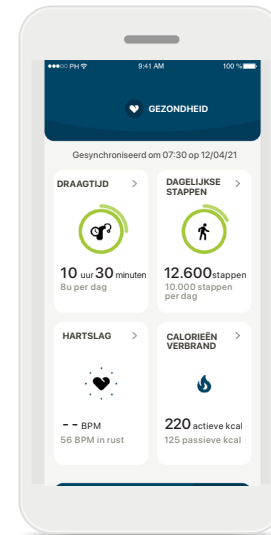 PH 9:41 AM 100 %
GEZONDHEID
Gesynchroniseerd om 07:30 op 12/04/21
DRAAGTIJD
10 uur 30 minuten
8u per dag
DAGELIJKSE
STAPPEN
12.600 stappen
10.000 stappen
per dag
HARTSLAG
-- BPM
56 BPM in rust
CALORIEËN
VERBRAND
220 actieve kcal
125 passieve kcal